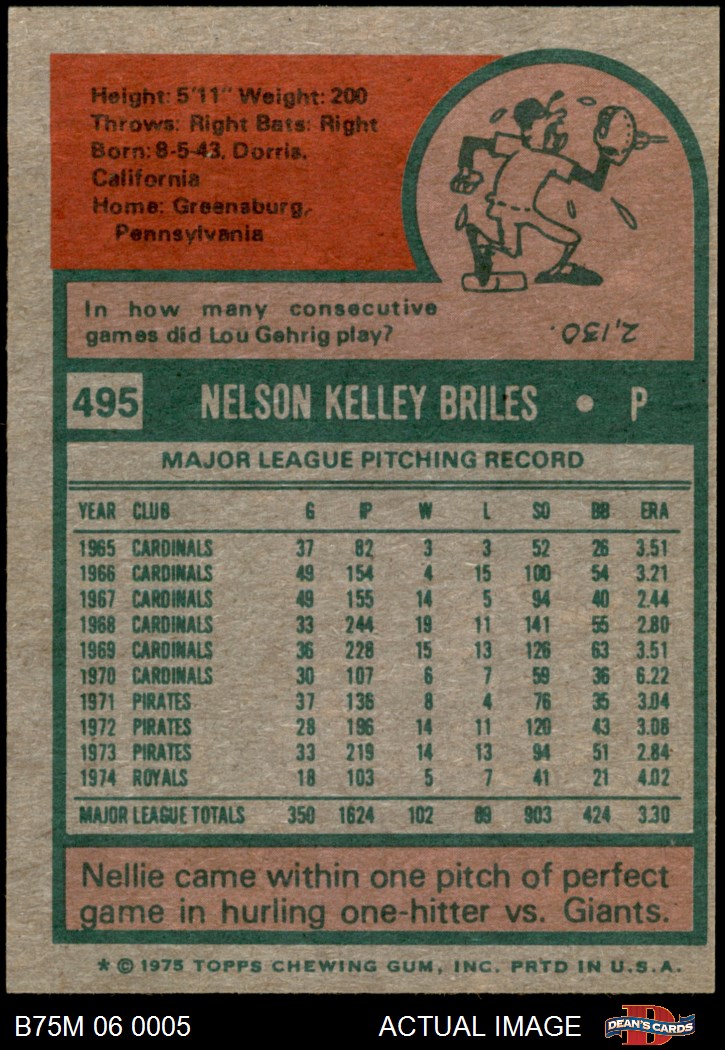 Height: 5'11" Weight: 200
Throws: Right Bats: Right
Born: 8-5-43, Dorris,
California
Home: Greensburg,
Pennsylvania
In how many consecutive
games did Lou Gehrig play?
2,130.
495 NELSON KELLEY BRILES • P
MAJOR LEAGUE PITCHING RECORD
YEAR CLUB G IP W L SO BB ERA
1965 CARDINALS 37 82 3 3 52 26 3.51
1966 CARDINALS 49 154 4 15 100 54 3.21
1967 CARDINALS 49 155 14 5 94 40 2.44
1968 CARDINALS 33 244 19 11 141 55 2.80
1969 CARDINALS 36 228 15 13 126 63 3.51
1970 CARDINALS 30 107 6 7 59 36 6.22
1971 PIRATES 37 136 8 4 76 35 3.04
1972 PIRATES 28 196 14 11 120 43 3.08
1973 PIRATES 33 219 14 13 94 51 2.84
1974 ROYALS 18 103 5 7 41 21 4.02
MAJOR LEAGUE TOTALS 350 1624 102 89 903 424 3.30
Nellie came within one pitch of perfect
game in hurling one-hitter vs. Giants.
* © 1975 TOPPS CHEWING GUM, INC. PRTD IN U.S.A.
B75M 06 0005 ACTUAL IMAGE D DEAN'S CARDS